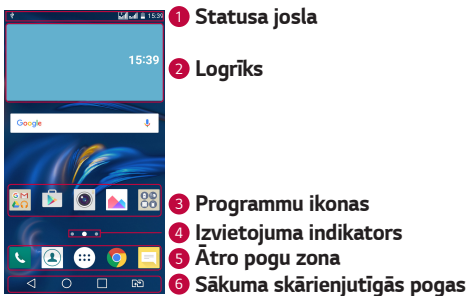 15:39 1 Statusa josla
15:39
2 Logrīks
Google
3 Programmu ikonas
4 Izvietojuma indikators
5 Ātro pogu zona
6 Sākuma skārienjutīgās pogas